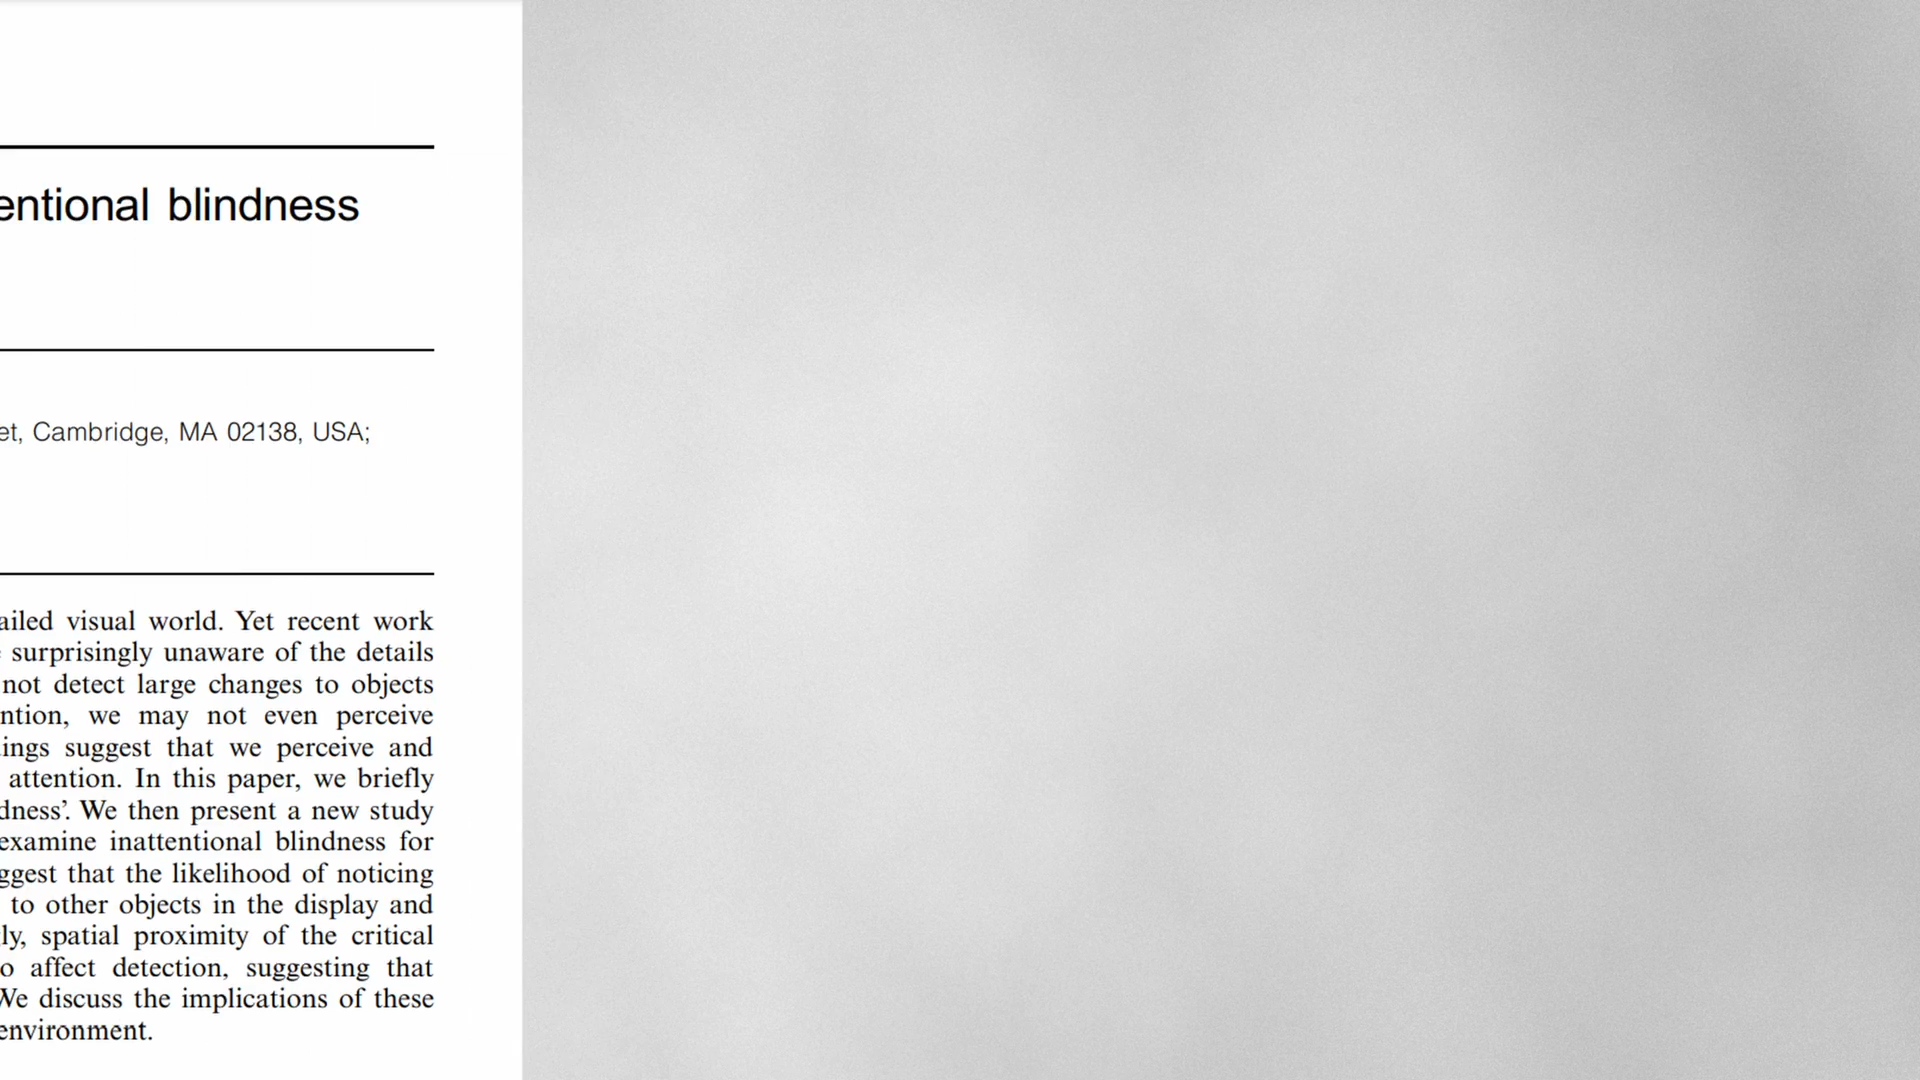 entional blindness
et, Cambridge, MA 02138, USA;
ailed visual world. Yet recent work
surprisingly unaware of the details
not detect large changes to objects
ntion, we may not even perceive
ings suggest that we perceive and
attention. In this paper, we briefly
dness'. We then present a new study
examine inattentional blindness for
ggest that the likelihood of noticing
to other objects in the display and
ly, spatial proximity of the critical
o affect detection, suggesting that
We discuss the implications of these
environment.